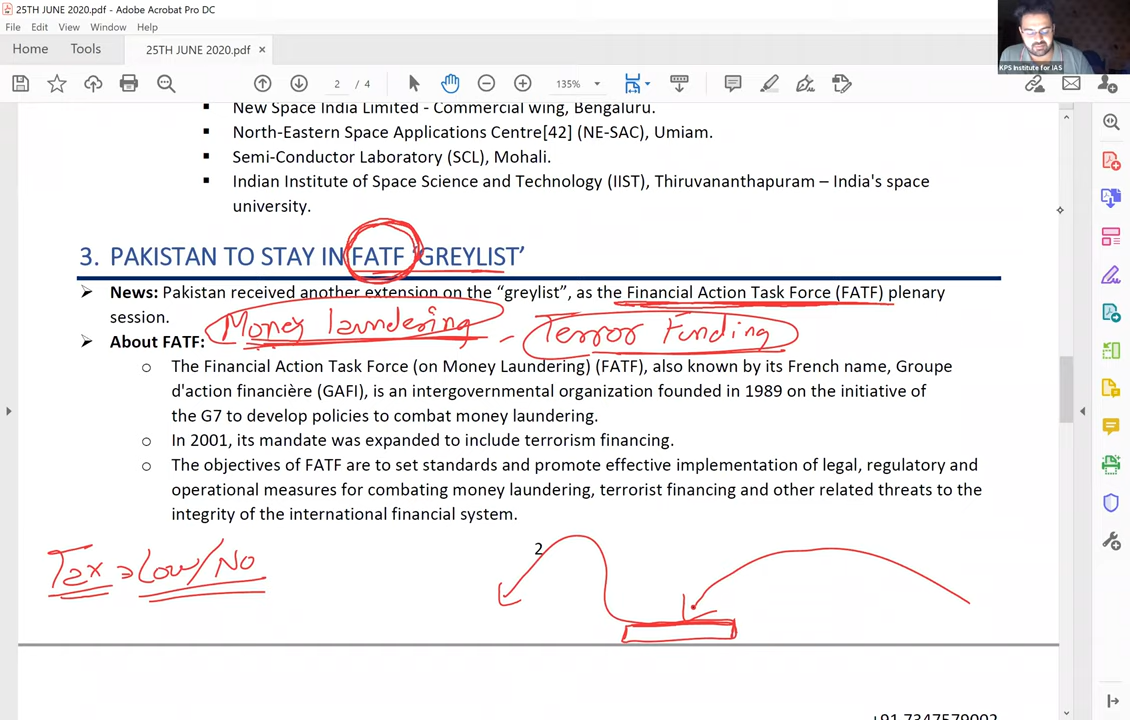 25TH JUNE 2020.pdf - Adobe Acrobat Pro DC
File Edit View Window Help
Home Tools 25TH JUNE 2020.pdf ×
2 / 4 135%
KPS Institute for IAS
▪ New Space India Limited - Commercial wing, Bengaluru.
▪ North-Eastern Space Applications Centre[42] (NE-SAC), Umiam.
▪ Semi-Conductor Laboratory (SCL), Mohali.
▪ Indian Institute of Space Science and Technology (IIST), Thiruvananthapuram – India's space
university.
3. PAKISTAN TO STAY IN FATF 'GREYLIST'
➢ News: Pakistan received another extension on the "greylist", as the Financial Action Task Force (FATF) plenary
session.
Money laundering - Terror Funding
➢ About FATF:
o The Financial Action Task Force (on Money Laundering) (FATF), also known by its French name, Groupe
d'action financière (GAFI), is an intergovernmental organization founded in 1989 on the initiative of
the G7 to develop policies to combat money laundering.
o In 2001, its mandate was expanded to include terrorism financing.
o The objectives of FATF are to set standards and promote effective implementation of legal, regulatory and
operational measures for combating money laundering, terrorist financing and other related threats to the
integrity of the international financial system.
2
Tax => Low/No
+91 7347579002